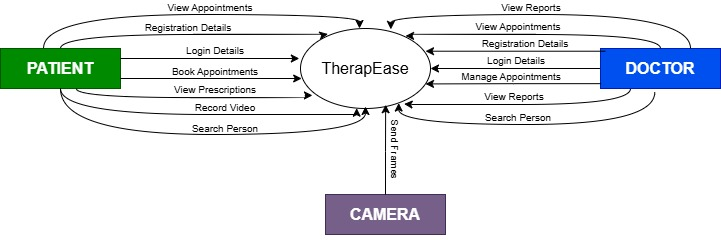 View Appointments
Registration Details
Login Details
PATIENT
Book Appointments
View Prescriptions
Record Video
Search Person
TherapEase
View Reports
View Appointments
Registration Details
Login Details
DOCTOR
Manage Appointments
View Reports
Search Person
Send Frames
CAMERA